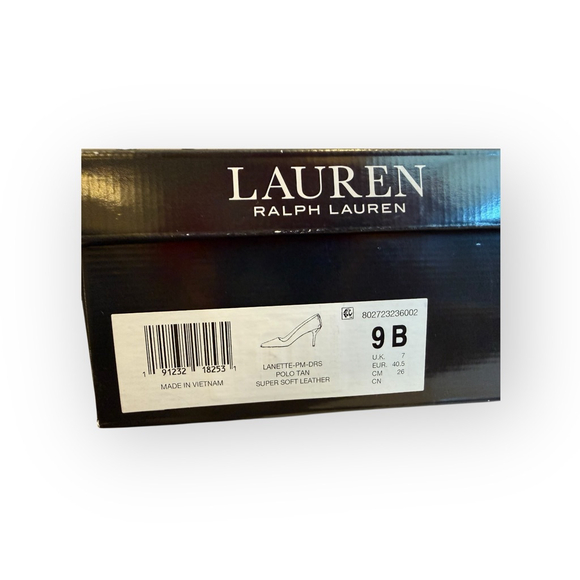 LAUREN
RALPH LAUREN
802723236002
9 B
U.K. 7
EUR. 40.5
CM 26
CN
LANETTE-PM-DRS
POLO TAN
SUPER SOFT LEATHER
1 91232 18253 1
MADE IN VIETNAM